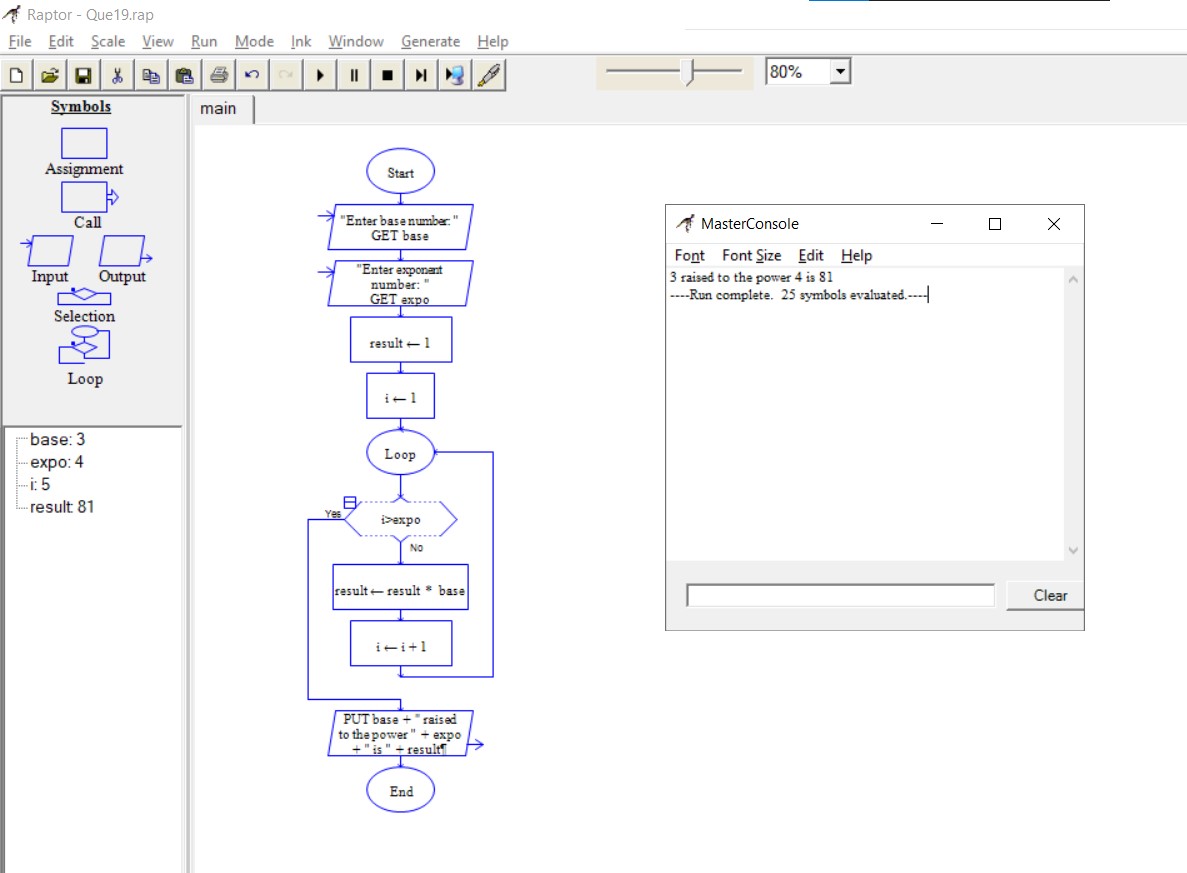 Raptor - Que19.rap
File Edit Scale View Run Mode Ink Window Generate Help
80%
Symbols
Assignment
Call
Input Output
Selection
Loop
base: 3
expo: 4
i: 5
result: 81
main
Start
"Enter base number: "
GET base
"Enter exponent
number: "
GET expo
result ← 1
i ← 1
Loop
Yes
i>expo
No
result ← result * base
i ← i + 1
PUT base + " raised
to the power " + expo
+ " is " + result¶
End
MasterConsole
Font Font Size Edit Help
3 raised to the power 4 is 81
----Run complete. 25 symbols evaluated.----
Clear